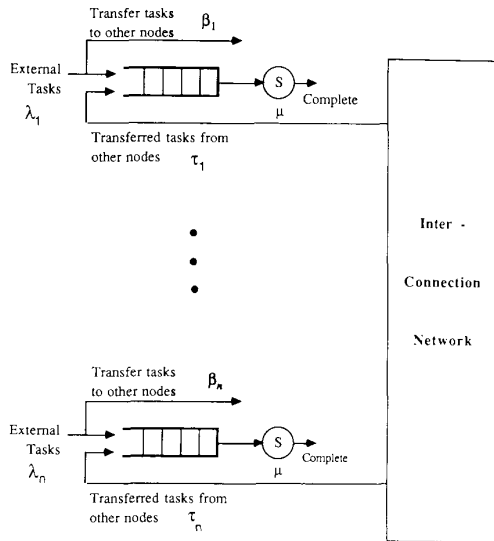 Transfer tasks
to other nodes β1
External
Tasks
λ1
S
μ
Complete
Transferred tasks from
other nodes τ1
Inter -
Connection
Network
Transfer tasks
to other nodes βn
External
Tasks
λn
S
μ
Complete
Transferred tasks from
other nodes τn